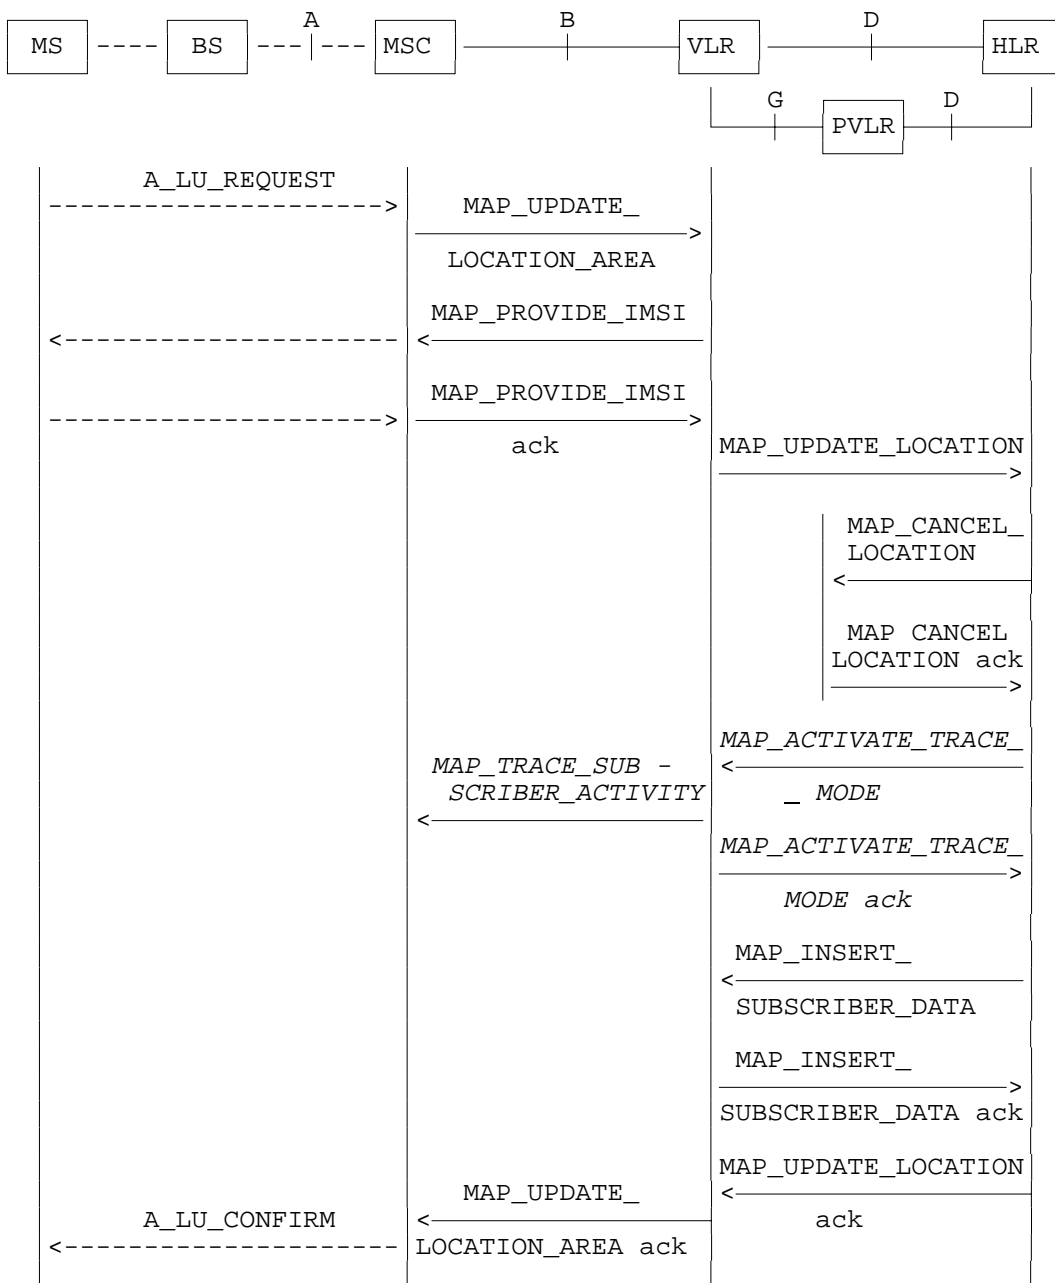 A B D
MS BS MSC VLR HLR
G D
PVLR
A_LU_REQUEST
MAP_UPDATE_
LOCATION_AREA
MAP_PROVIDE_IMSI
MAP_PROVIDE_IMSI
ack
MAP_UPDATE_LOCATION
MAP_CANCEL_
LOCATION
MAP CANCEL
LOCATION ack
MAP_ACTIVATE_TRACE_
_ MODE
MAP_TRACE_SUB -
SCRIBER_ACTIVITY
MAP_ACTIVATE_TRACE_
MODE ack
MAP_INSERT_
SUBSCRIBER_DATA
MAP_INSERT_
SUBSCRIBER_DATA ack
MAP_UPDATE_LOCATION
ack
MAP_UPDATE_
LOCATION_AREA ack
A_LU_CONFIRM